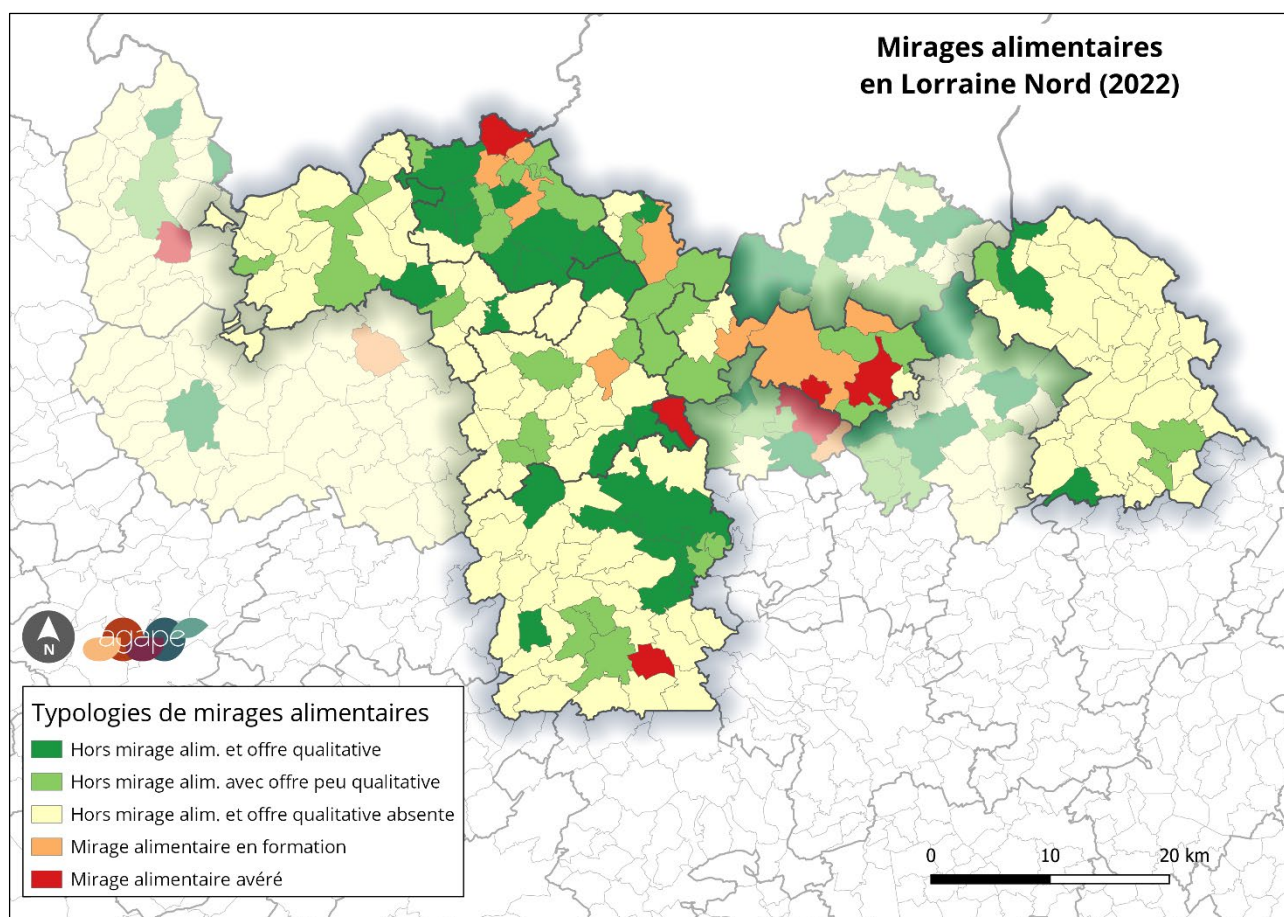 Mirages alimentaires
en Lorraine Nord (2022)
N
agape
Typologies de mirages alimentaires
Hors mirage alim. et offre qualitative
Hors mirage alim. avec offre peu qualitative
Hors mirage alim. et offre qualitative absente
Mirage alimentaire en formation
Mirage alimentaire avéré
0 10 20 km